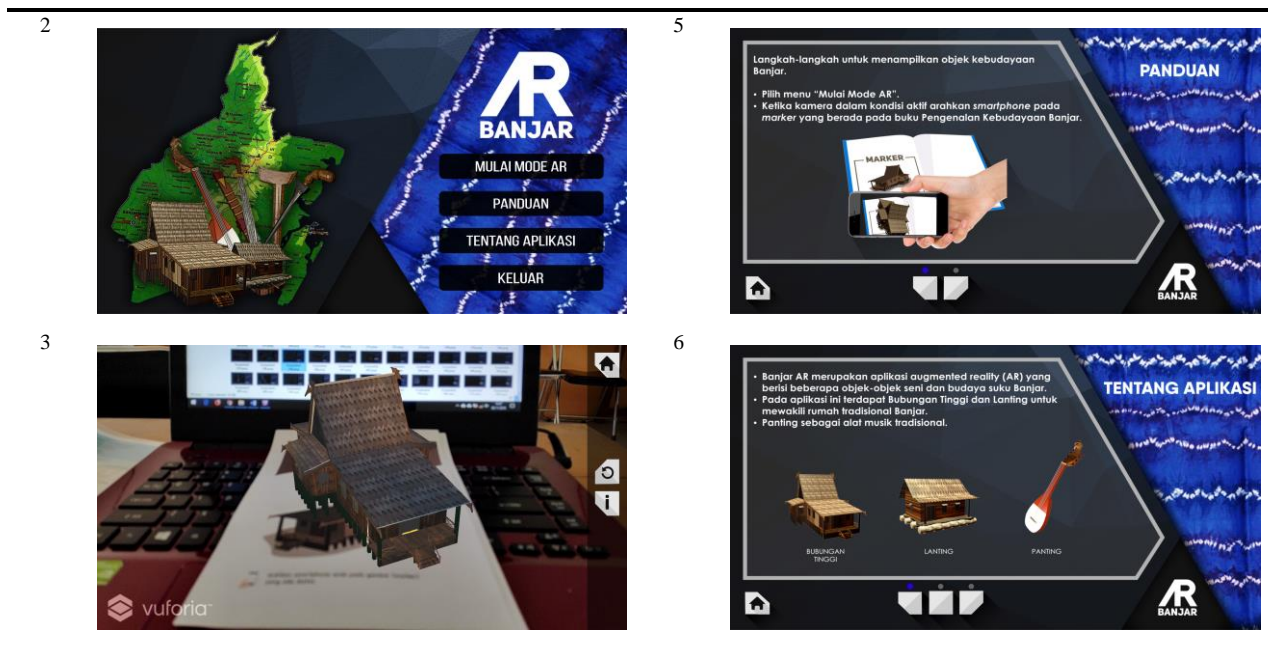 2
AR
BANJAR
MULAI MODE AR
PANDUAN
TENTANG APLIKASI
KELUAR
3
vuforia
5
Langkah-langkah untuk menampilkan objek kebudayaan
Banjar.
• Pilih menu “Mulai Mode AR”.
• Ketika kamera dalam kondisi aktif arahkan smartphone pada
marker yang berada pada buku Pengenalan Kebudayaan Banjar.
MARKER
PANDUAN
AR
BANJAR
6
• Banjar AR merupakan aplikasi augmented reality (AR) yang
berisi beberapa objek-objek seni dan budaya suku Banjar.
• Pada aplikasi ini terdapat Bubungan Tinggi dan Lanting untuk
mewakili rumah tradisional Banjar.
• Panting sebagai alat musik tradisional.
TENTANG APLIKASI
BUBUNGAN
TINGGI
LANTING
PANTING
AR
BANJAR